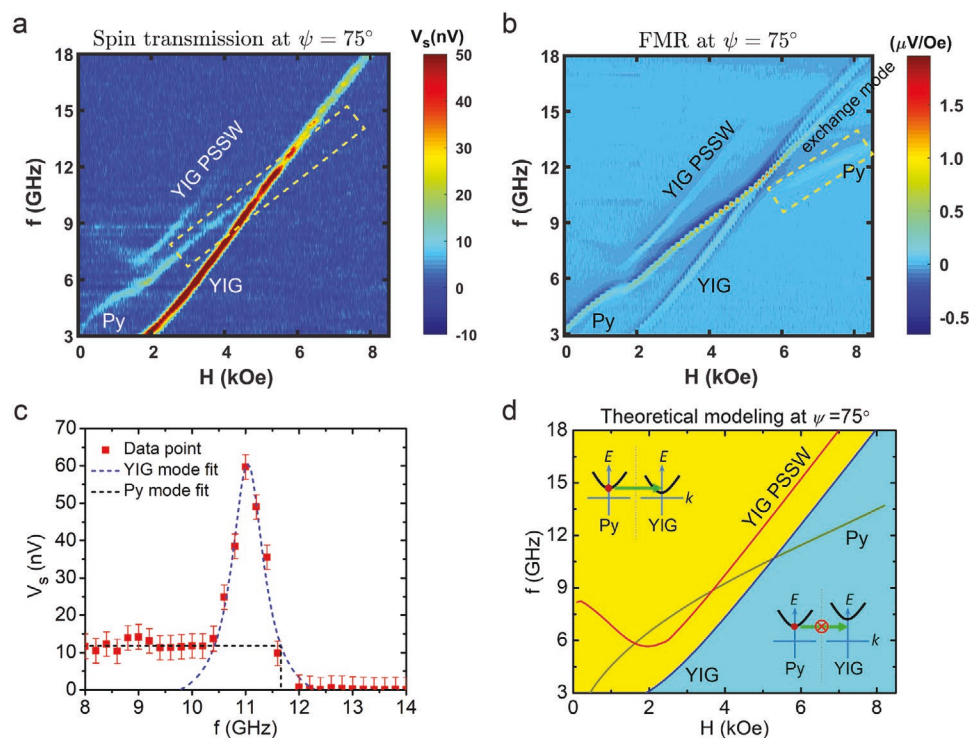 a
Spin transmission at ψ = 75°
V_s(nV)
18
15
12
9
6
3
f (GHz)
0
2
4
6
8
H (kOe)
YIG PSSW
YIG
Py
50
40
30
20
10
0
-10
b
FMR at ψ = 75°
(μV/Oe)
18
15
12
9
6
3
f (GHz)
0
2
4
6
8
H (kOe)
YIG PSSW
exchange mode
Py
YIG
Py
1.5
1.0
0.5
0
-0.5
c
70
60
50
40
30
20
10
0
V_s (nV)
Data point
YIG mode fit
Py mode fit
8
9
10
11
12
13
14
f (GHz)
d
Theoretical modeling at ψ =75°
18
15
12
9
6
3
f (GHz)
0
2
4
6
8
H (kOe)
E
E
k
Py
YIG
YIG PSSW
Py
E
E
k
Py
YIG
YIG